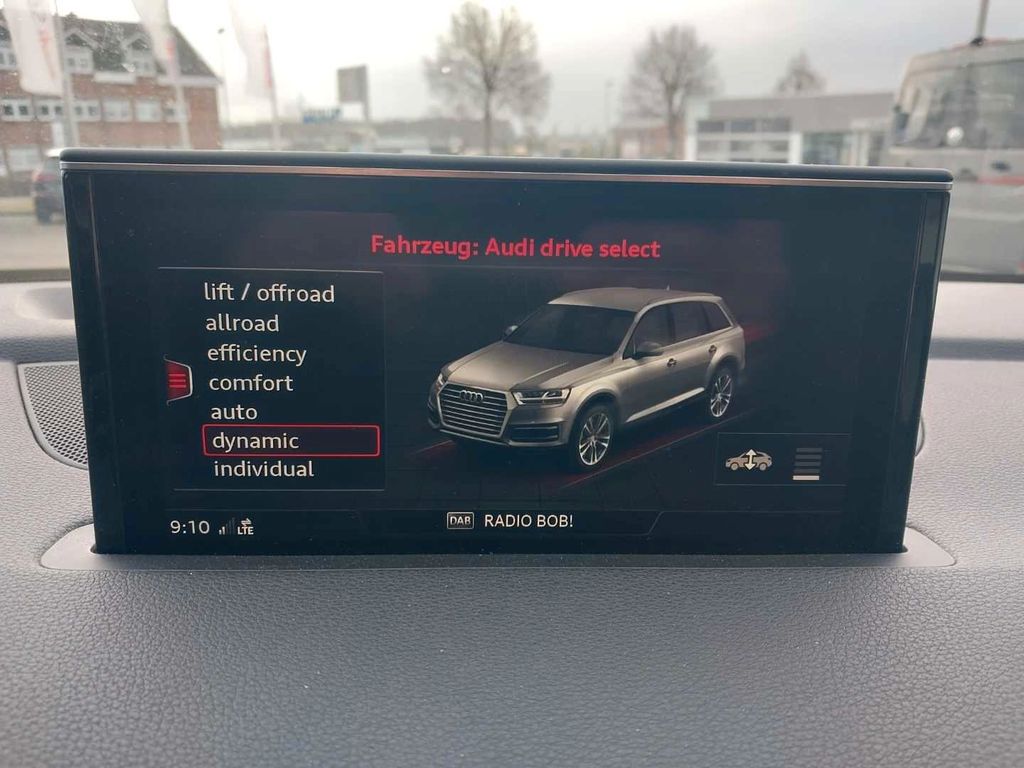 Fahrzeug: Audi drive select
lift / offroad
allroad
efficiency
comfort
auto
dynamic
individual
9:10 LTE
DAB RADIO BOB!